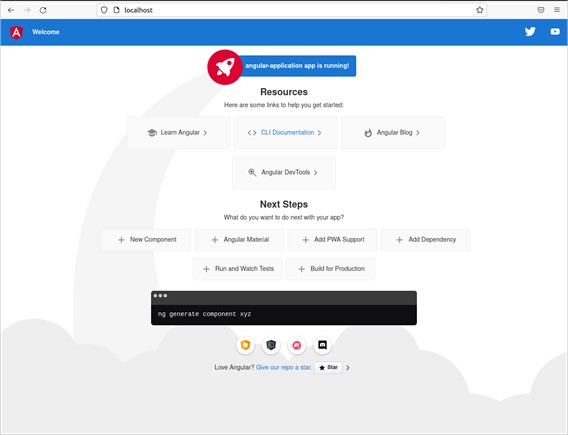 localhost
Welcome
angular-application app is running!
Resources
Here are some links to help you get started:
Learn Angular
CLI Documentation
Angular Blog
Angular DevTools
Next Steps
What do you want to do next with your app?
New Component
Angular Material
Add PWA Support
Add Dependency
Run and Watch Tests
Build for Production
ng generate component xyz
Love Angular? Give our repo a star. Star